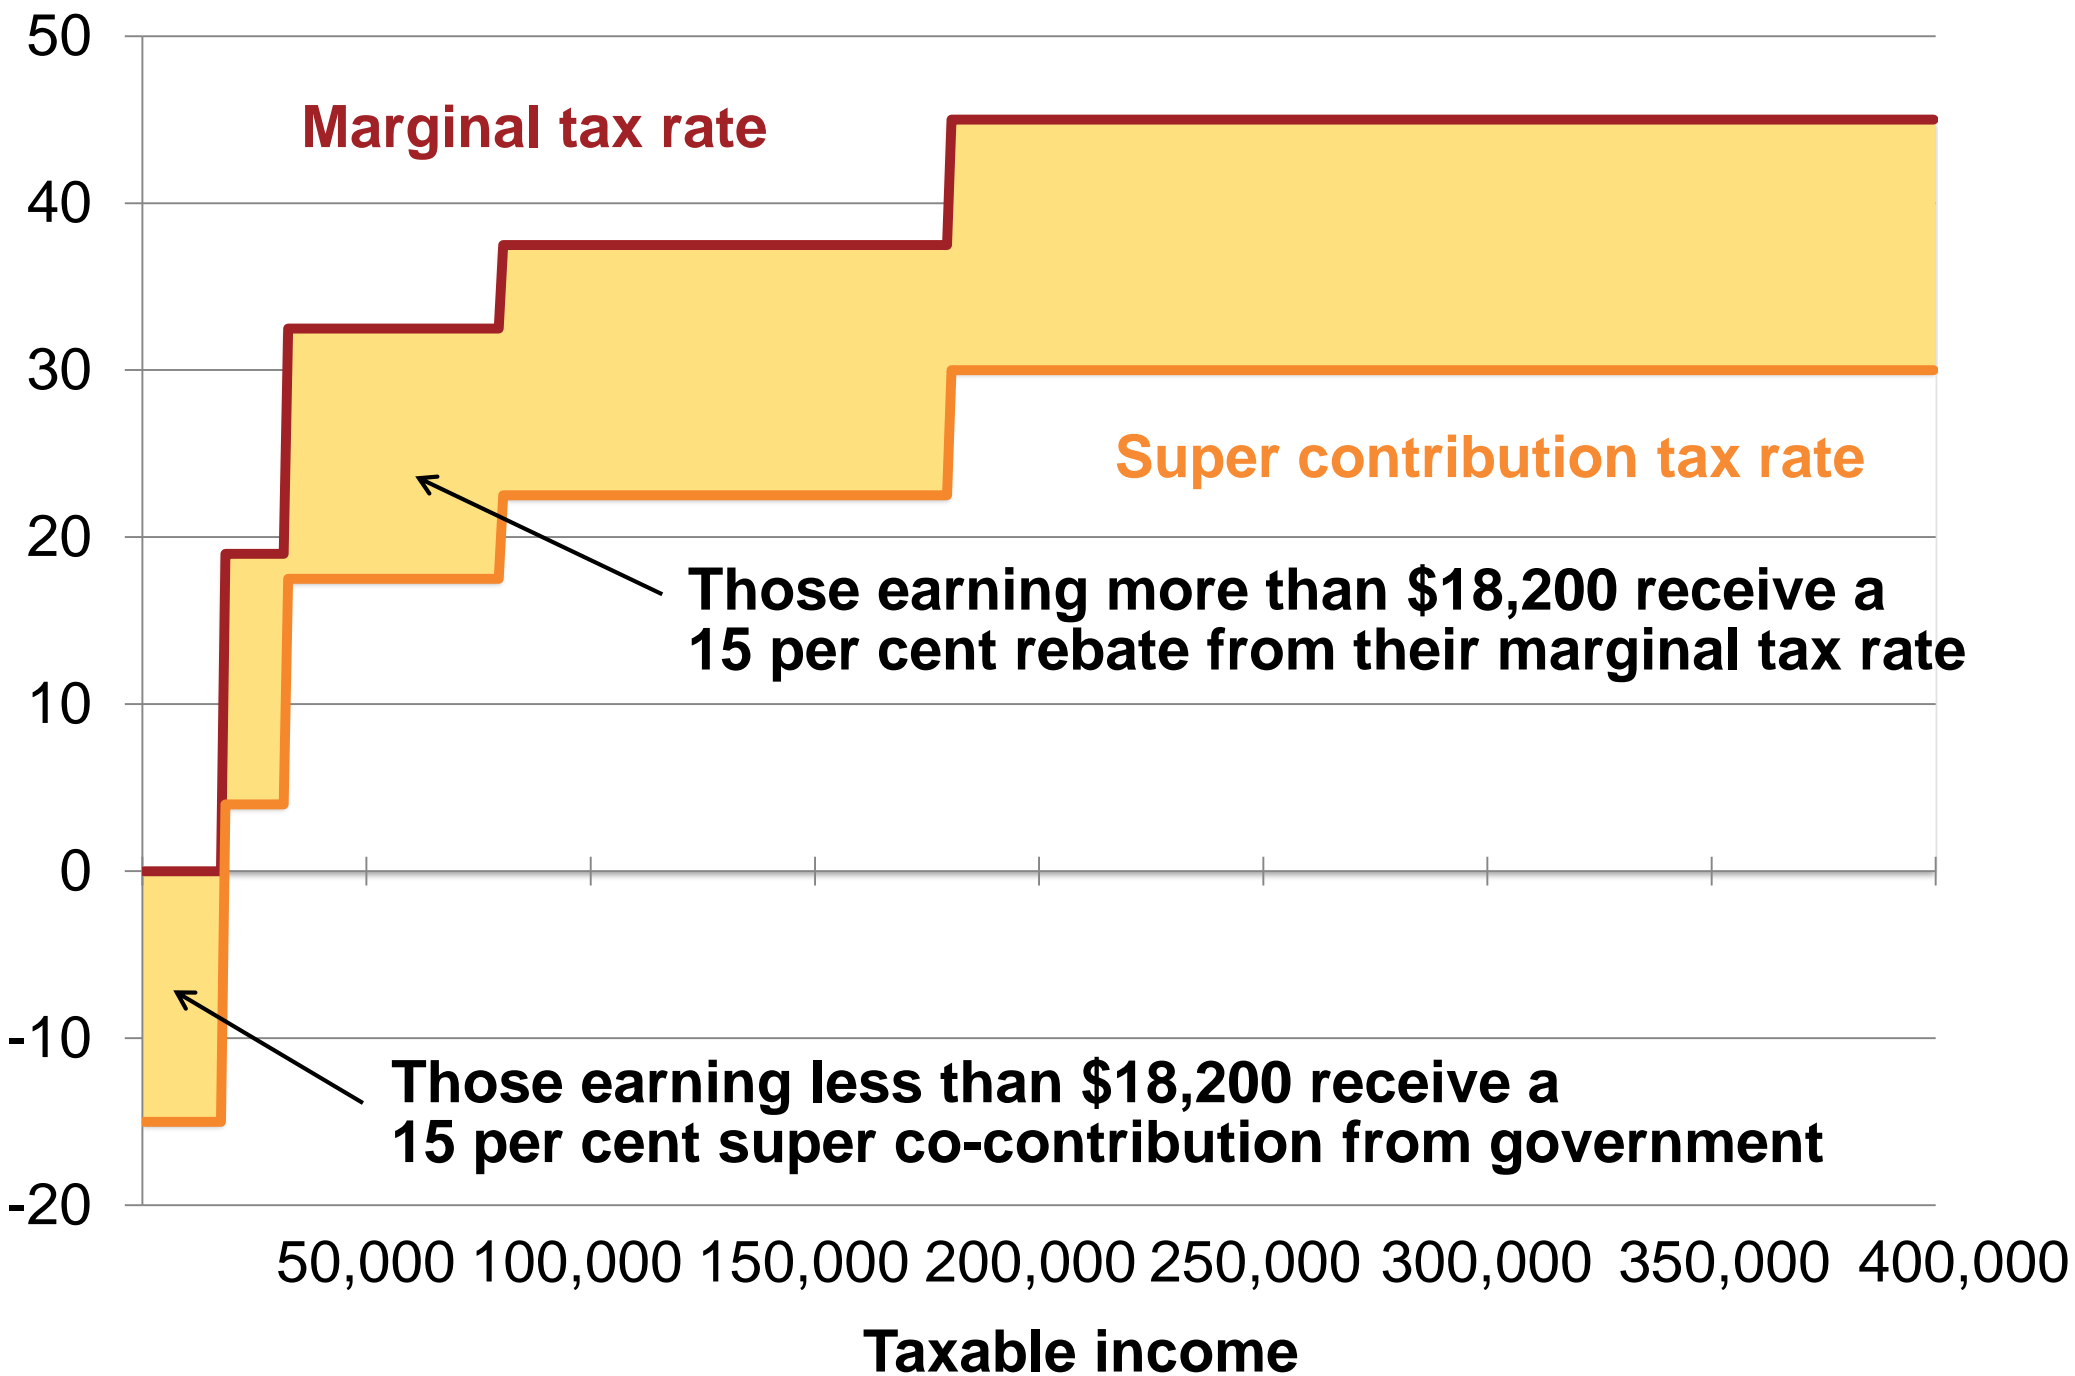 50
Marginal tax rate
40
30
Super contribution tax rate
20
Those earning more than $18,200 receive a
15 per cent rebate from their marginal tax rate
10
0
-10
Those earning less than $18,200 receive a
15 per cent super co-contribution from government
-20
50,000 100,000 150,000 200,000 250,000 300,000 350,000 400,000
Taxable income